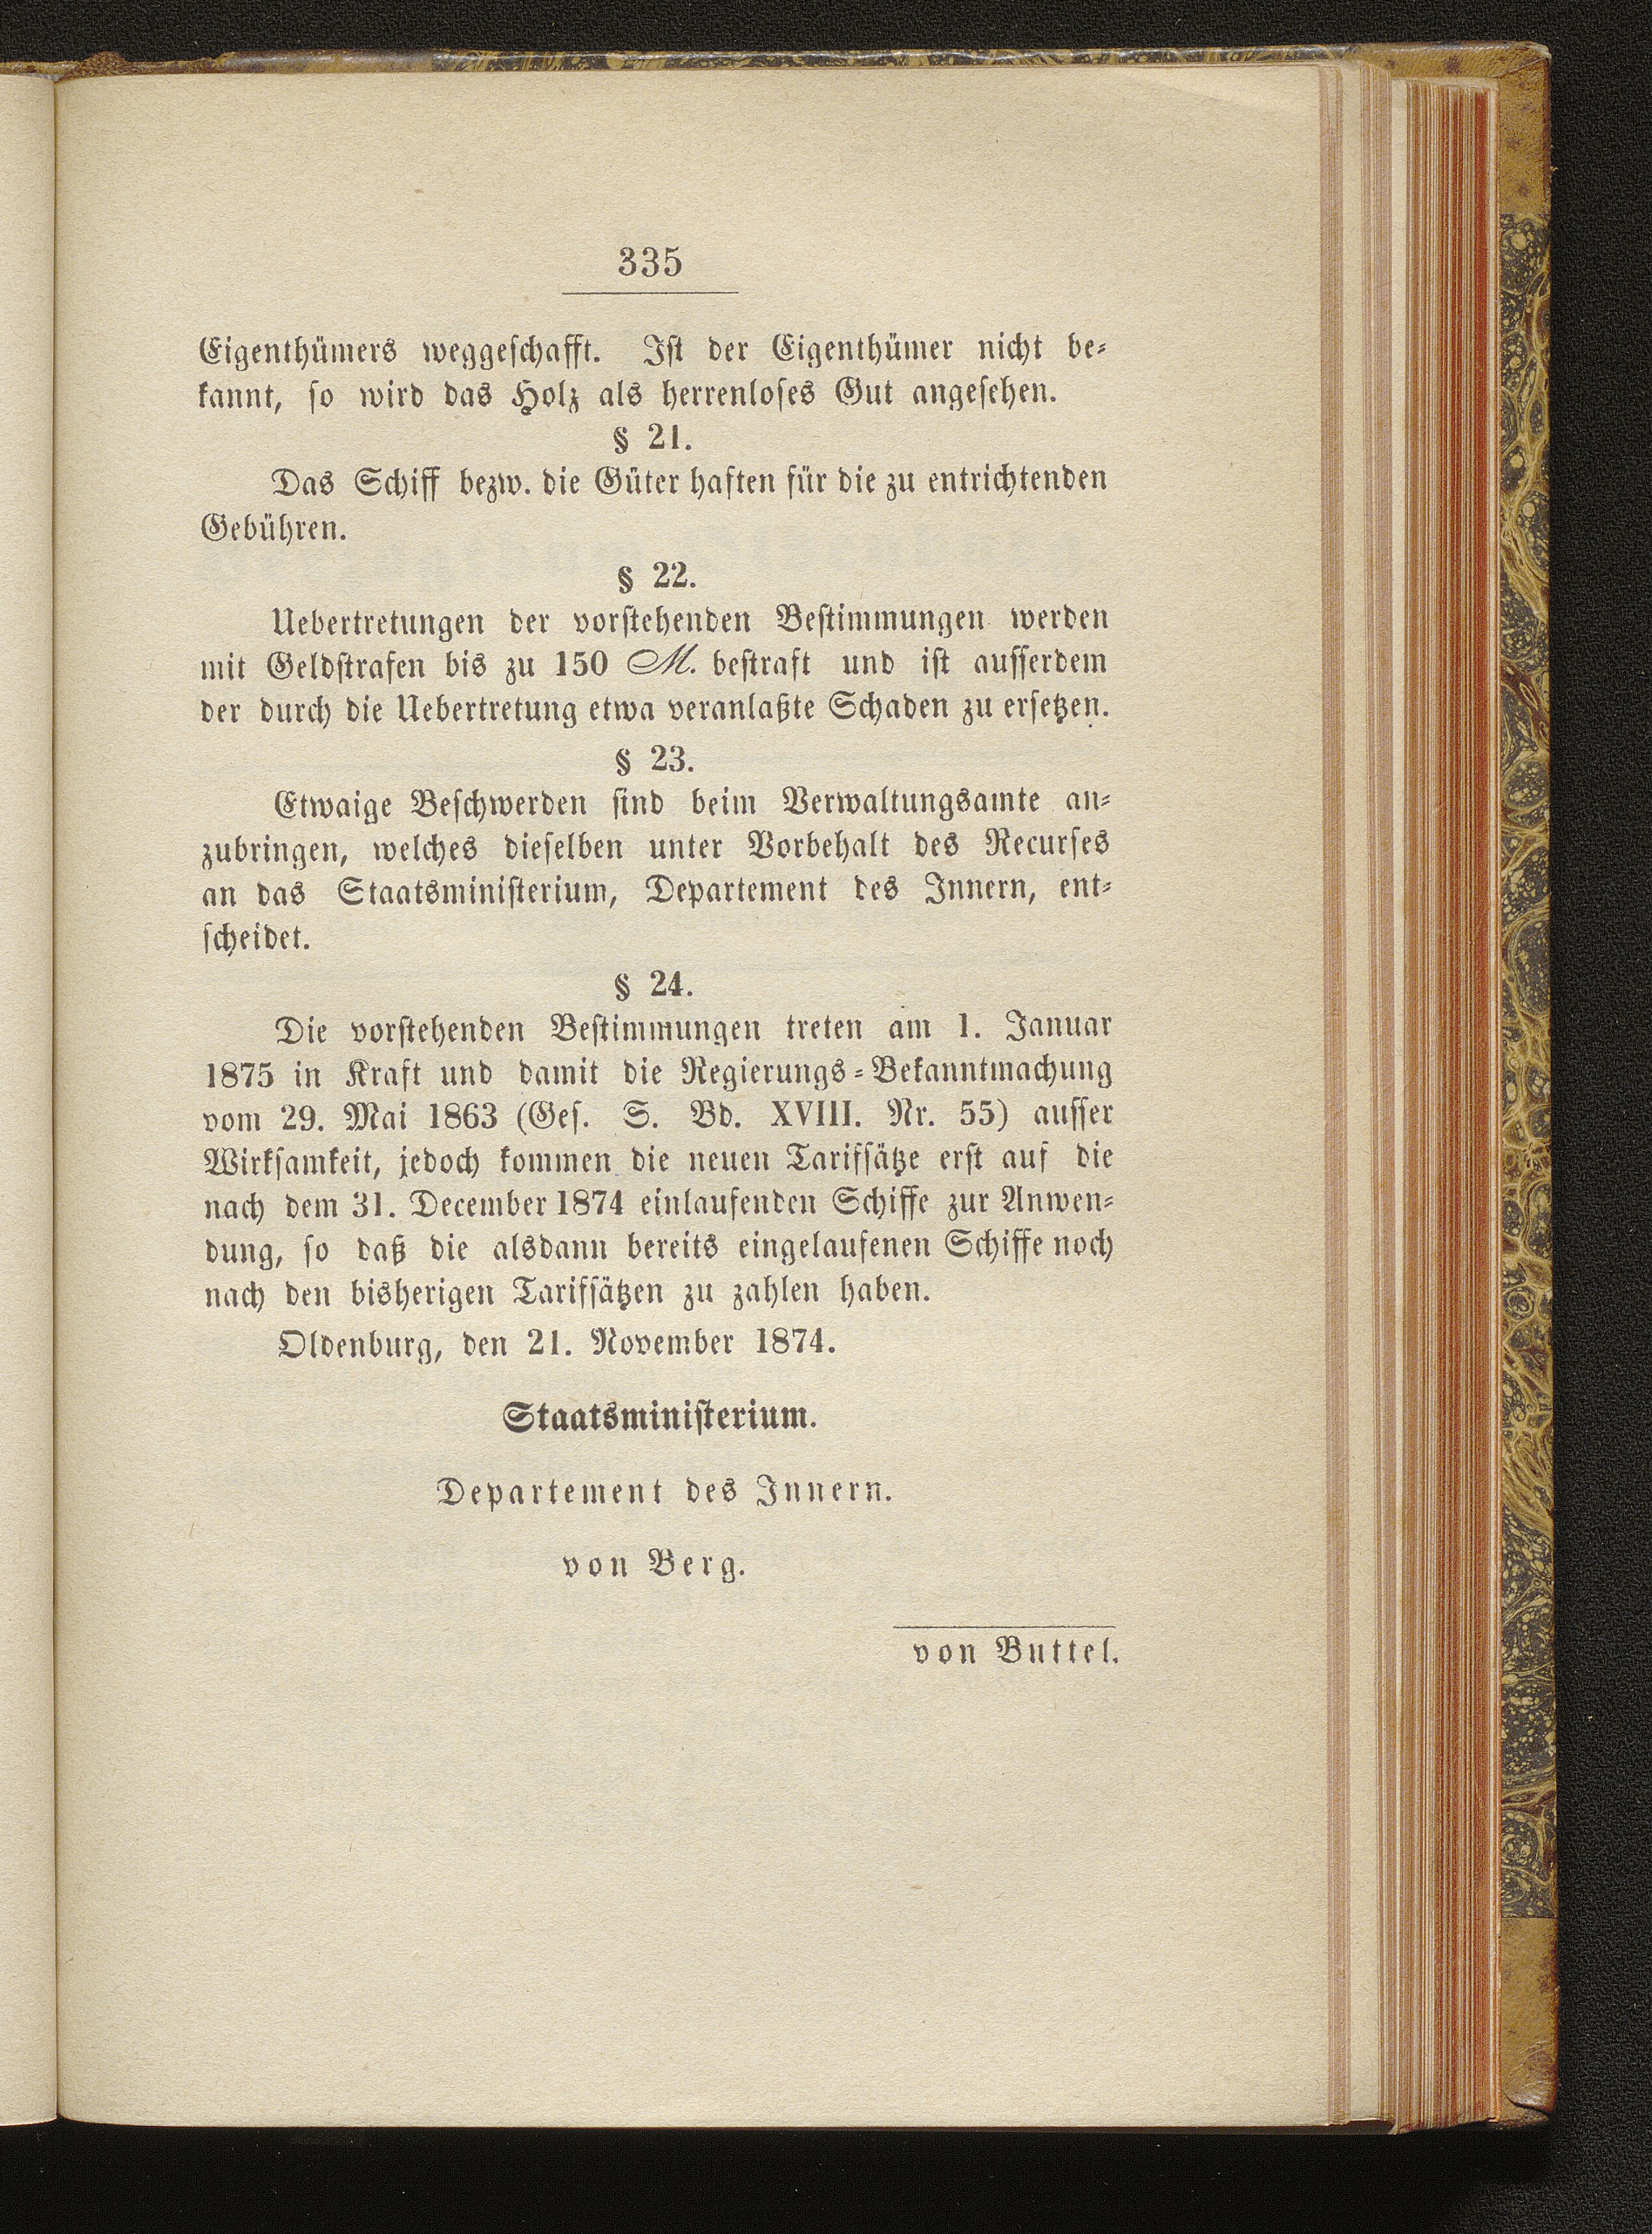 335
Eigenthümers weggeschafft. Ist der Eigenthümer nicht be-
kannt, so wird das Holz als herrenloses Gut angesehen.
§ 21.
Das Schiff bezw. die Güter haften für die zu entrichtenden
Gebühren.
§ 22.
Uebertretungen der vorstehenden Bestimmungen werden
mit Geldstrafen bis zu 150 M. bestraft und ist ausserdem
der durch die Uebertretung etwa veranlaßte Schaden zu ersetzen.
§ 23.
Etwaige Beschwerden sind beim Verwaltungsamte an-
zubringen, welches dieselben unter Vorbehalt des Recurses
an das Staatsministerium, Departement des Innern, ent-
scheidet.
§ 24.
Die vorstehenden Bestimmungen treten am 1. Januar
1875 in Kraft und damit die Regierungs-Bekanntmachung
vom 29. Mai 1863 (Ges. S. Bd. XVIII. Nr. 55) ausser
Wirksamkeit, jedoch kommen die neuen Tarifsätze erst auf die
nach dem 31. December 1874 einlaufenden Schiffe zur Anwen-
dung, so daß die alsdann bereits eingelaufenen Schiffe noch
nach den bisherigen Tarifsätzen zu zahlen haben.
Oldenburg, den 21. November 1874.
Staatsministerium.
Departement des Innern.
von Berg.
von Buttel.